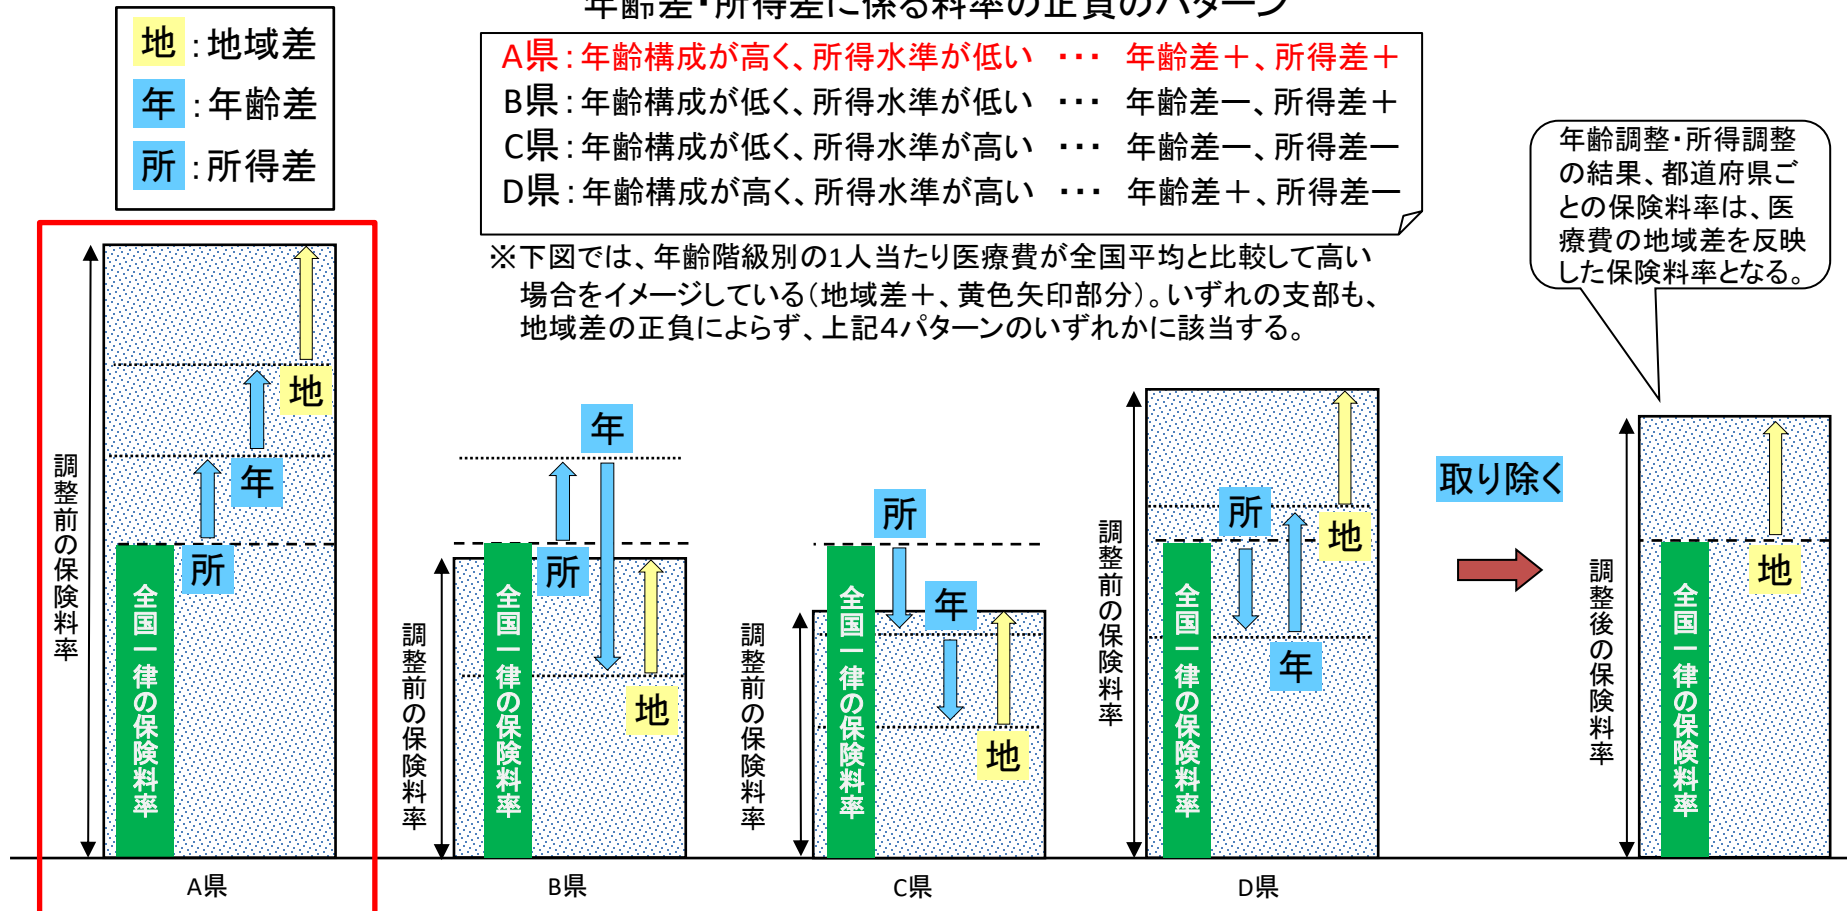 年齢差・所得差に係る料率の正負のパターン
地：地域差
年：年齢差
所：所得差
A県：年齢構成が高く、所得水準が低い ・・・ 年齢差＋、所得差＋
B県：年齢構成が低く、所得水準が低い ・・・ 年齢差－、所得差＋
C県：年齢構成が低く、所得水準が高い ・・・ 年齢差－、所得差－
D県：年齢構成が高く、所得水準が高い ・・・ 年齢差＋、所得差－
※下図では、年齢階級別の1人当たり医療費が全国平均と比較して高い
場合をイメージしている（地域差＋、黄色矢印部分）。いずれの支部も、
地域差の正負によらず、上記４パターンのいずれかに該当する。
年齢調整・所得調整
の結果、都道府県ご
との保険料率は、医
療費の地域差を反映
した保険料率となる。
調整前の保険料率
地
年
所
全国一律の保険料率
A県
調整前の保険料率
年
所
地
全国一律の保険料率
B県
調整前の保険料率
所
年
地
全国一律の保険料率
C県
調整前の保険料率
所
地
年
全国一律の保険料率
D県
取り除く
調整後の保険料率
地
全国一律の保険料率